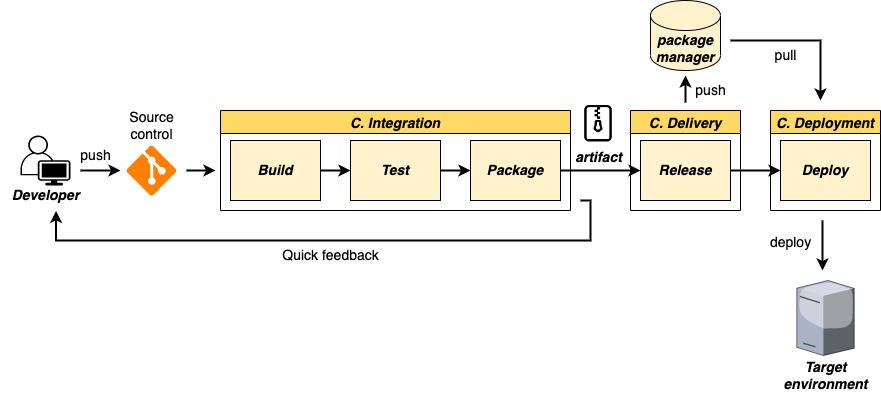 package
manager
pull
push
Source
control
push
Developer
C. Integration
Build
Test
Package
artifact
C. Delivery
Release
C. Deployment
Deploy
Quick feedback
deploy
Target
environment